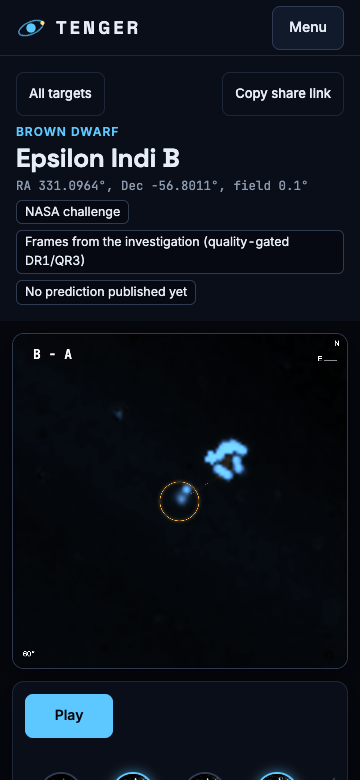 TENGER
Menu
All targets
Copy share link
BROWN DWARF
Epsilon Indi B
RA 331.0964°, Dec -56.8011°, field 0.1°
NASA challenge
Frames from the investigation (quality-gated
DR1/QR3)
No prediction published yet
B - A
N
E
60"
Play